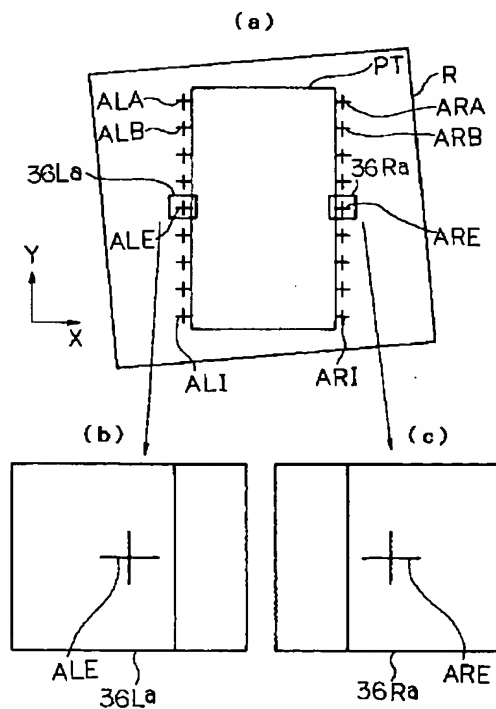 (a)
PT
R
ALA
ARA
ALB
ARB
36La
36Ra
ALE
ARE
Y
X
ALI
ARI
(b)
(c)
ALE
ARE
36La
36Ra